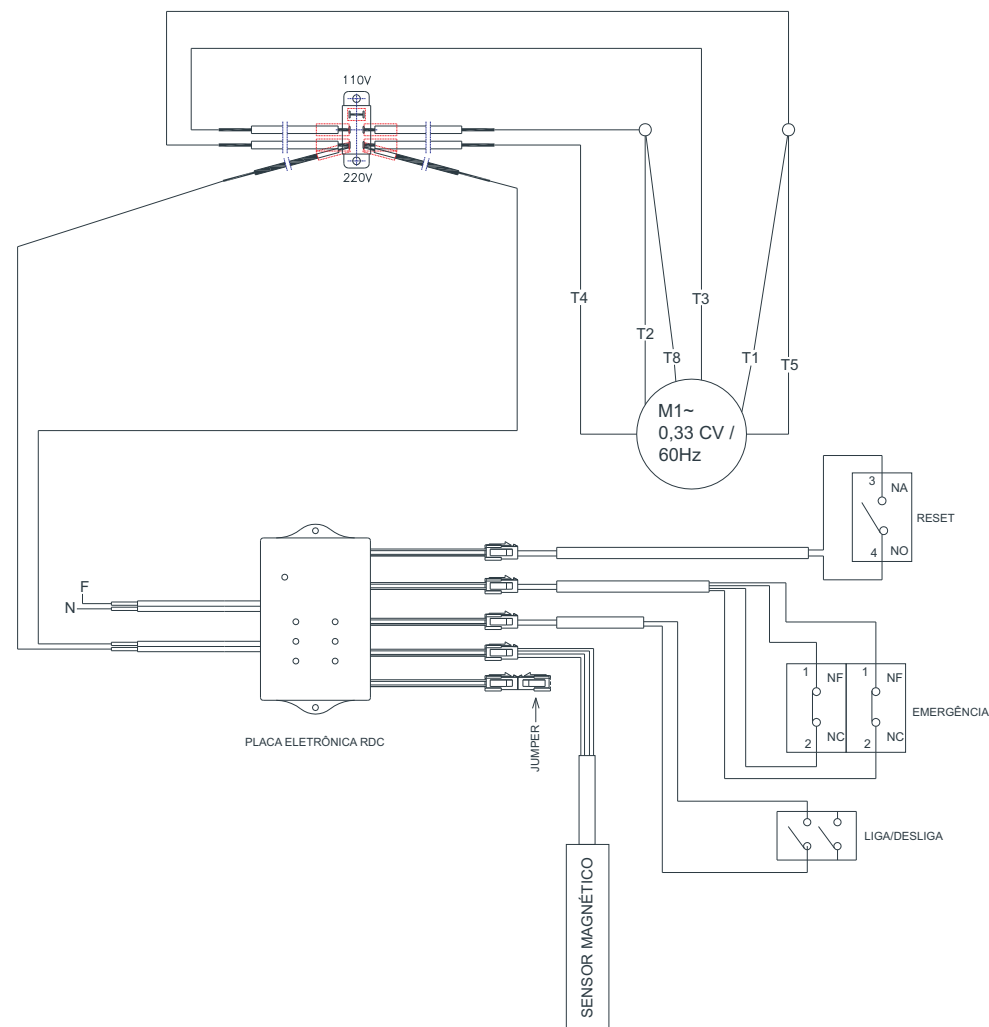 110V
220V
T4
T2
T8
T3
T1
T5
M1~
0,33 CV /
60Hz
3
NA
4
NO
RESET
F
N
1
NF
1
NF
2
NC
2
NC
EMERGÊNCIA
PLACA ELETRÔNICA RDC
JUMPER
LIGA/DESLIGA
SENSOR MAGNÉTICO